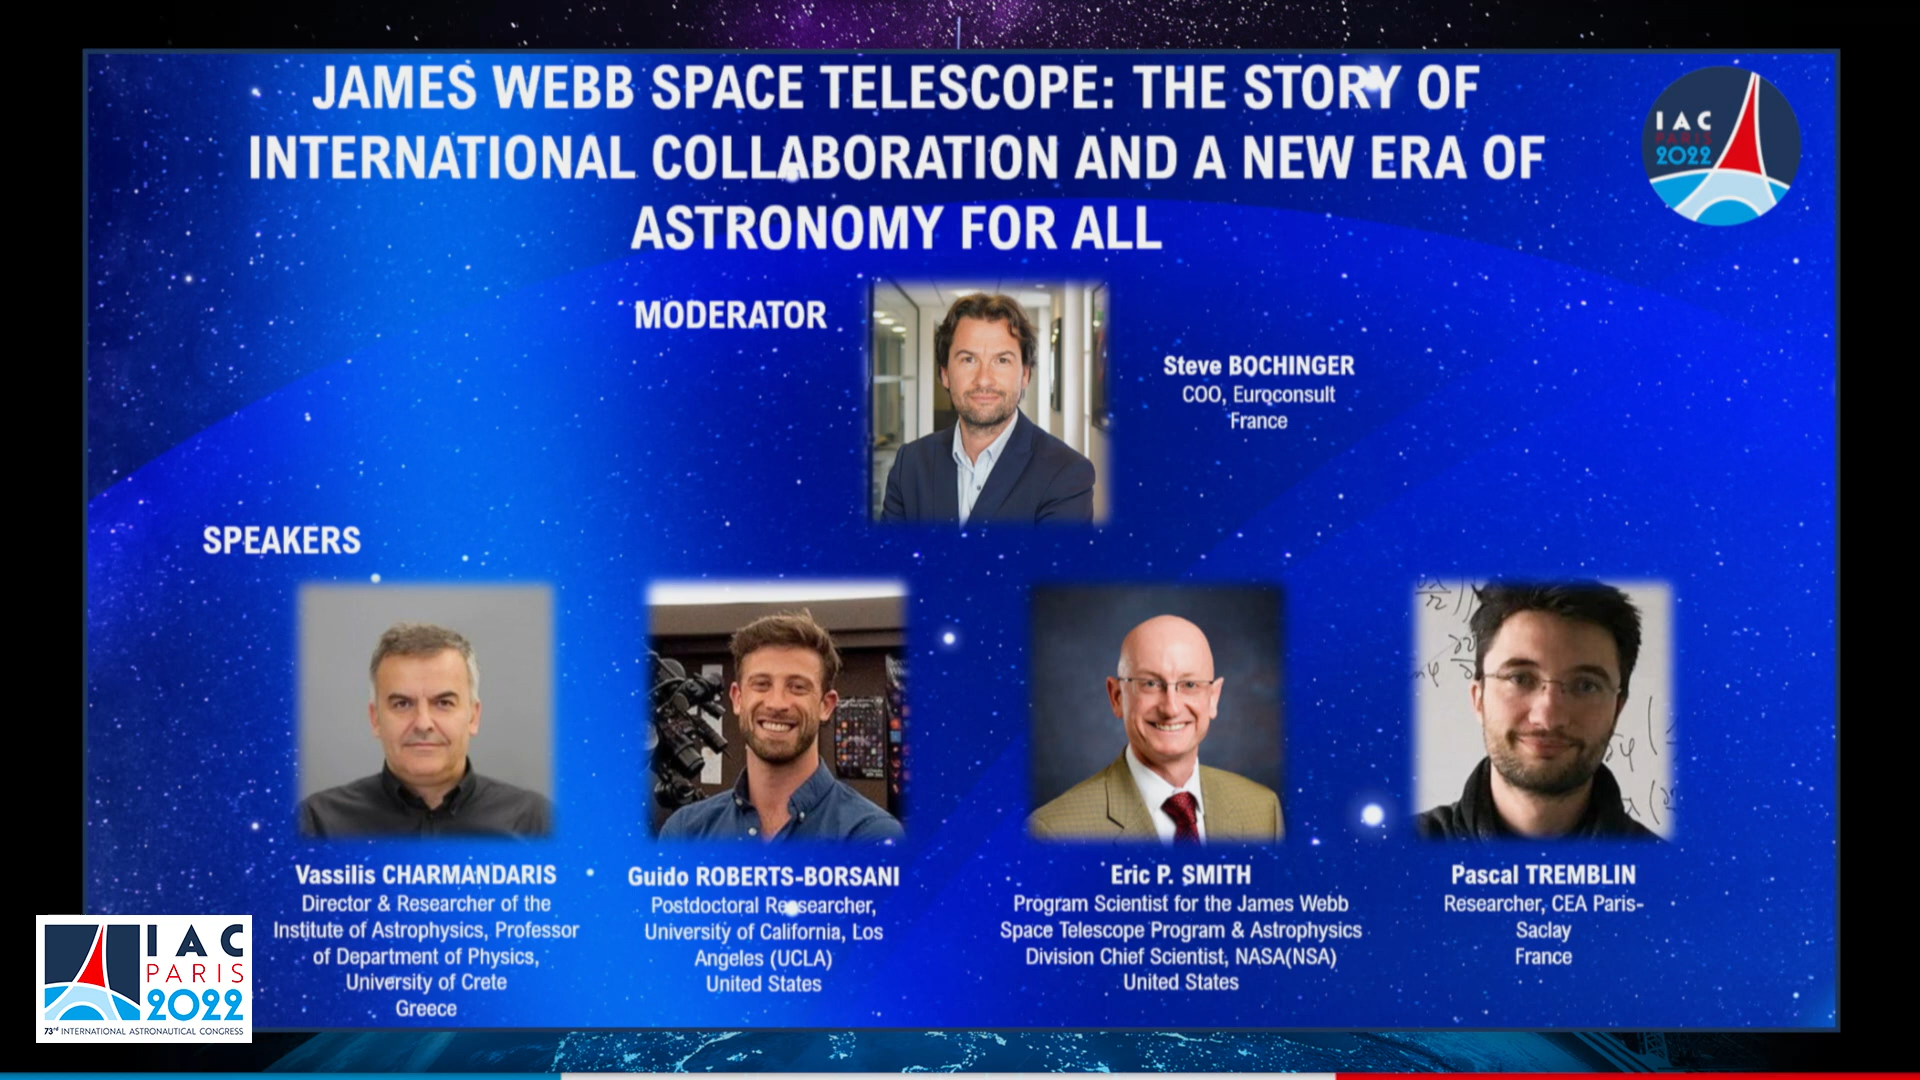 JAMES WEBB SPACE TELESCOPE: THE STORY OF
INTERNATIONAL COLLABORATION AND A NEW ERA OF
ASTRONOMY FOR ALL
IAC
PARIS
2022
MODERATOR
Steve BOCHINGER
COO, Euroconsult
France
SPEAKERS
Vassilis CHARMANDARIS
Director & Researcher of the
Institute of Astrophysics, Professor
of Department of Physics,
University of Crete
Greece
Guido ROBERTS-BORSANI
Postdoctoral Ressearcher,
University of California, Los
Angeles (UCLA)
United States
Eric P. SMITH
Program Scientist for the James Webb
Space Telescope Program & Astrophysics
Division Chief Scientist, NASA(NSA)
United States
Pascal TREMBLIN
Researcher, CEA Paris-
Saclay
France
IAC
PARIS
2022
73rd INTERNATIONAL ASTRONAUTICAL CONGRESS